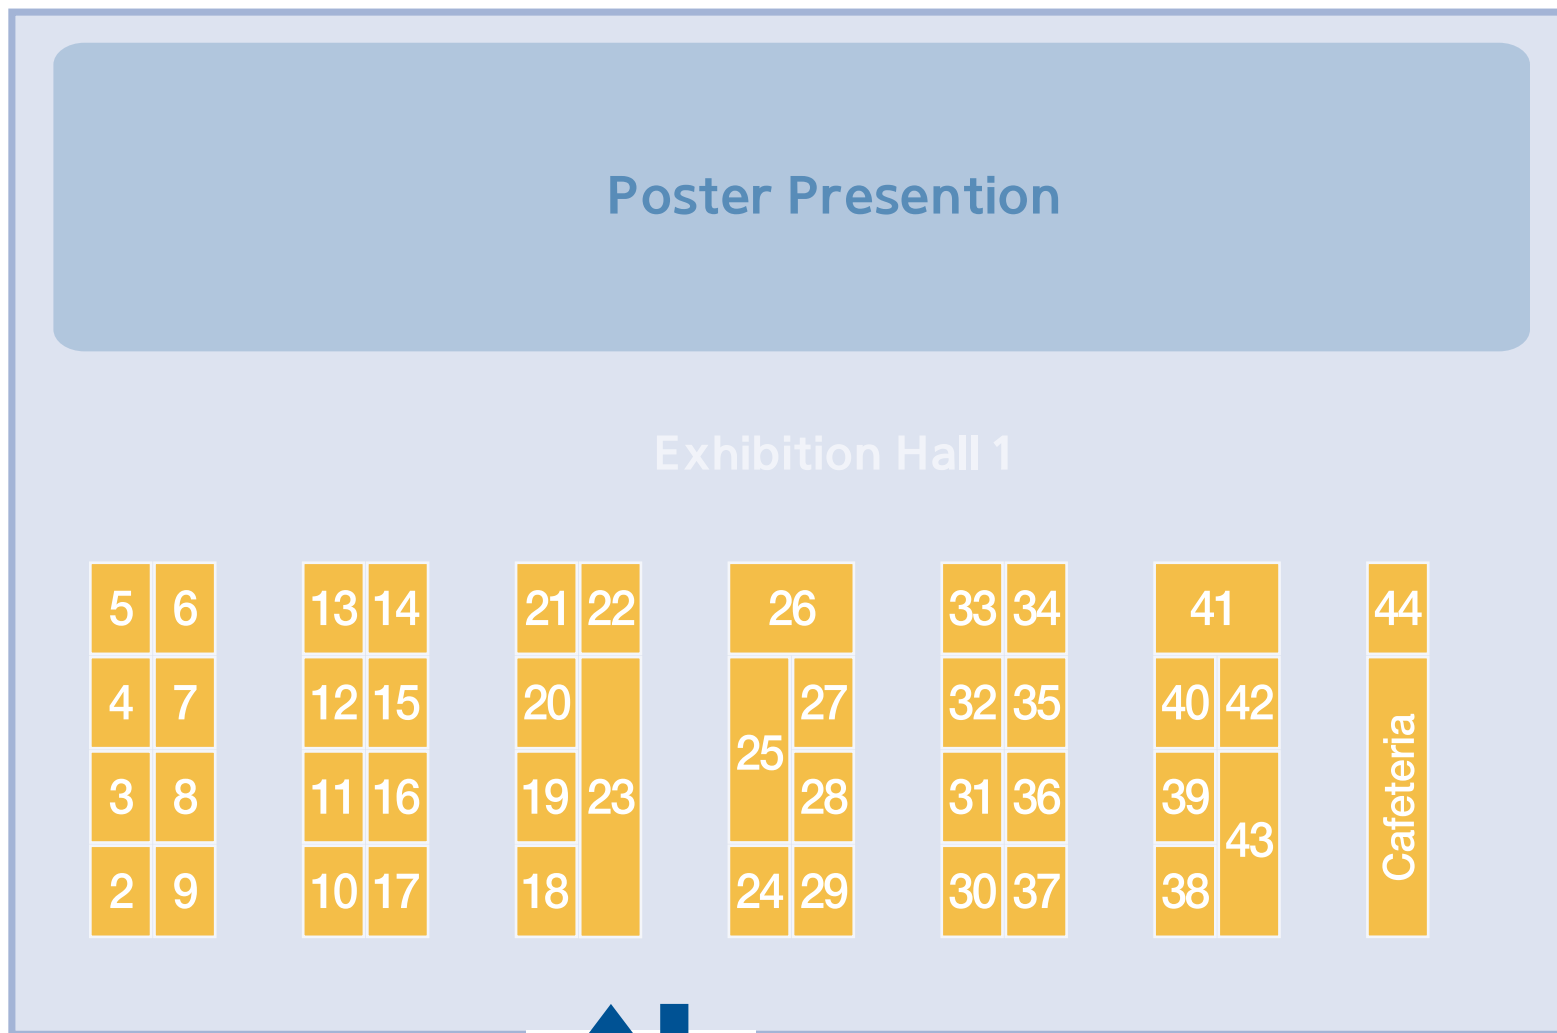 Poster Presention
Exhibition Hall 1
5 6 13 14 21 22 26 33 34 41 44
4 7 12 15 20 27 32 35 40 42
25
3 8 11 16 19 23 28 31 36 39
43
2 9 10 17 18 24 29 30 37 38
Cafeteria